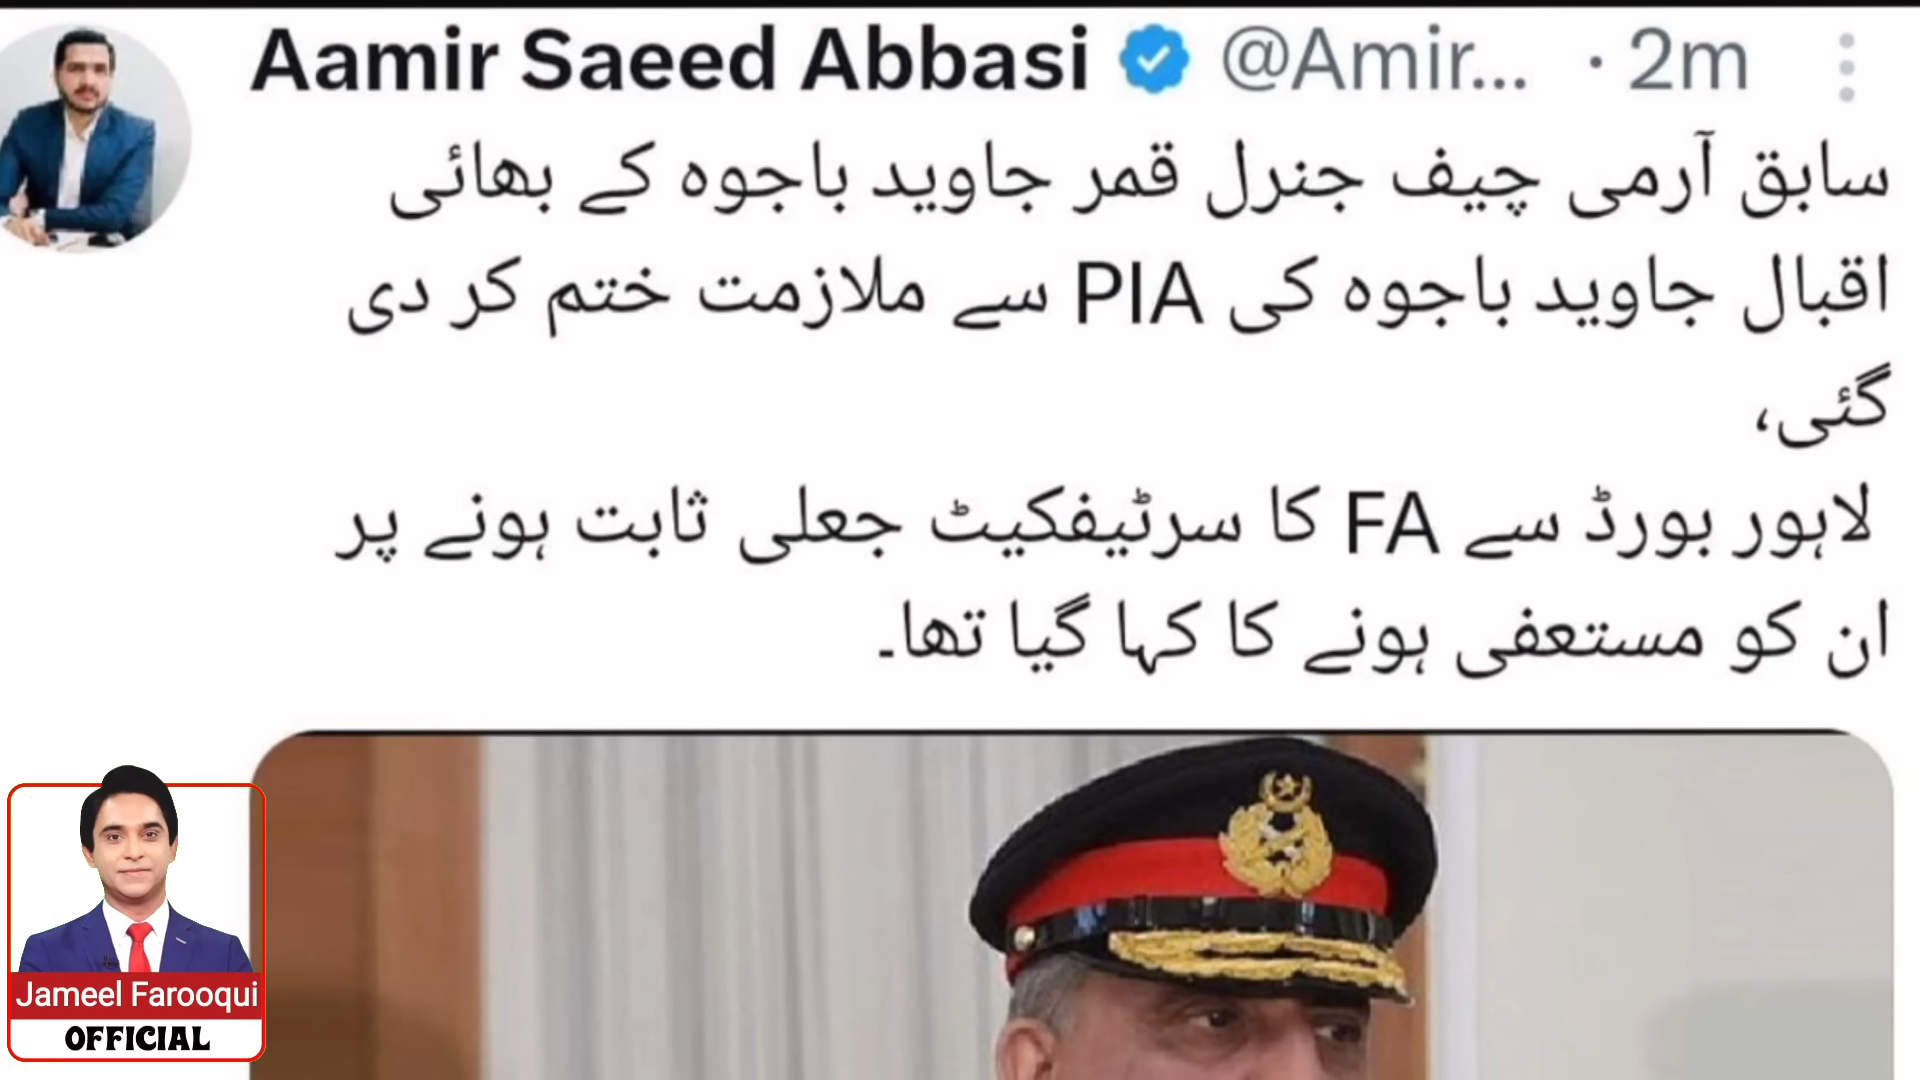 Aamir Saeed Abbasi @Amir... · 2m
سابق آرمی چیف جنرل قمر جاوید باجوہ کے بھائی
اقبال جاوید باجوہ کی PIA سے ملازمت ختم کر دی
گئی،
لاہور بورڈ سے FA کا سرٹیفکیٹ جعلی ثابت ہونے پر
ان کو مستعفی ہونے کا کہا گیا تھا۔
Jameel Farooqui
OFFICIAL